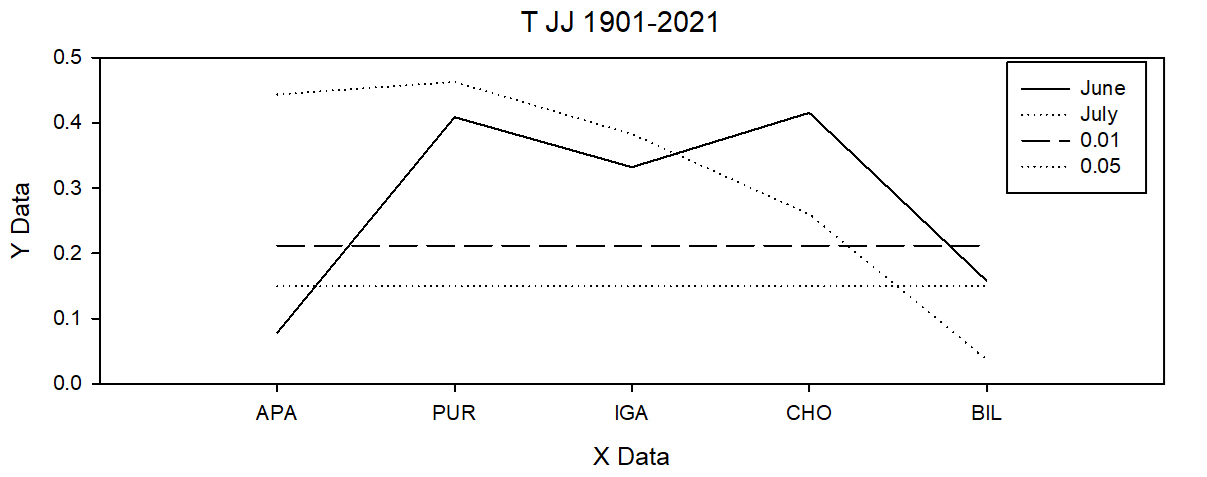 T JJ 1901-2021
0.5
0.4
0.3
0.2
0.1
0.0
Y Data
June
July
0.01
0.05
APA PUR IGA CHO BIL
X Data